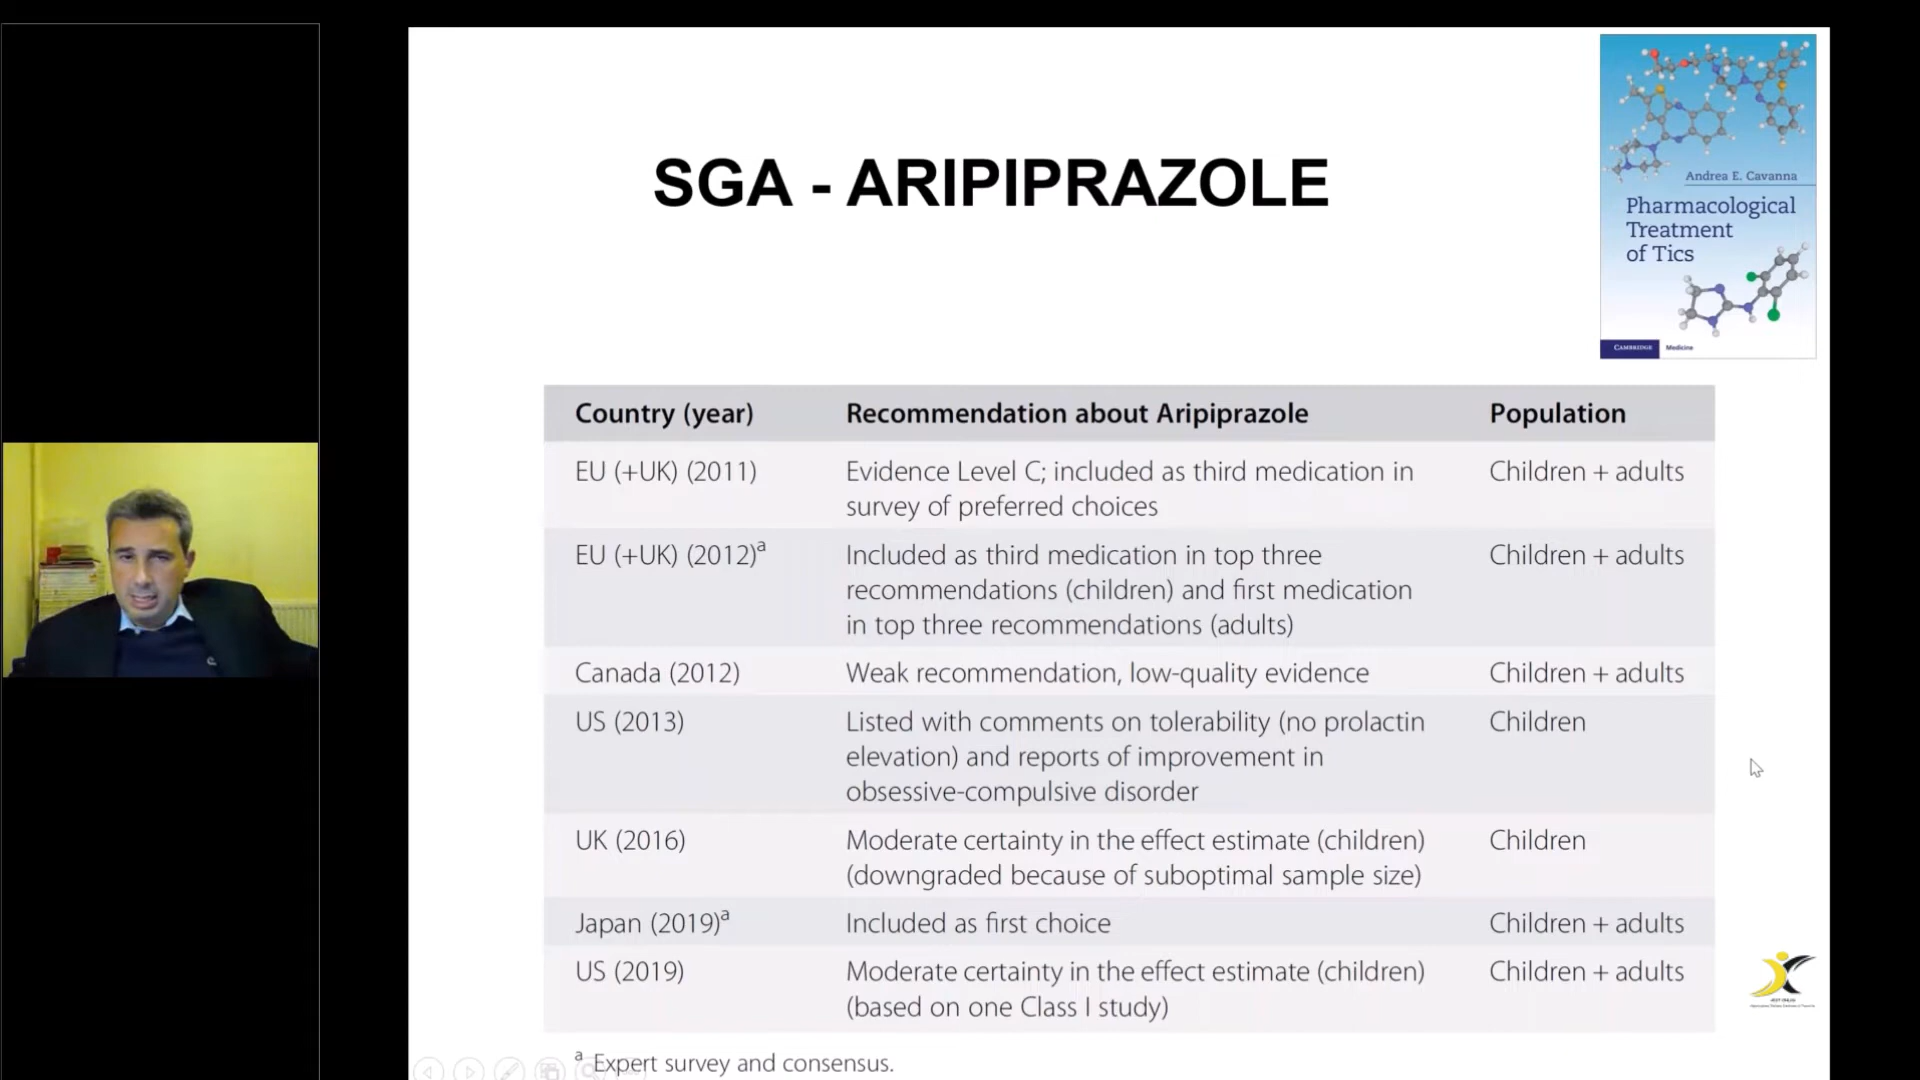 SGA - ARIPIPRAZOLE
Andrea E. Cavanna
Pharmacological
Treatment
of Tics
CAMBRIDGE Medicine
Country (year) Recommendation about Aripiprazole Population
EU (+UK) (2011) Evidence Level C; included as third medication in Children + adults
survey of preferred choices
EU (+UK) (2012)ᵃ Included as third medication in top three Children + adults
recommendations (children) and first medication
in top three recommendations (adults)
Canada (2012) Weak recommendation, low-quality evidence Children + adults
US (2013) Listed with comments on tolerability (no prolactin Children
elevation) and reports of improvement in
obsessive-compulsive disorder
UK (2016) Moderate certainty in the effect estimate (children) Children
(downgraded because of suboptimal sample size)
Japan (2019)ᵃ Included as first choice Children + adults
US (2019) Moderate certainty in the effect estimate (children) Children + adults
(based on one Class I study)
ᵃ Expert survey and consensus.